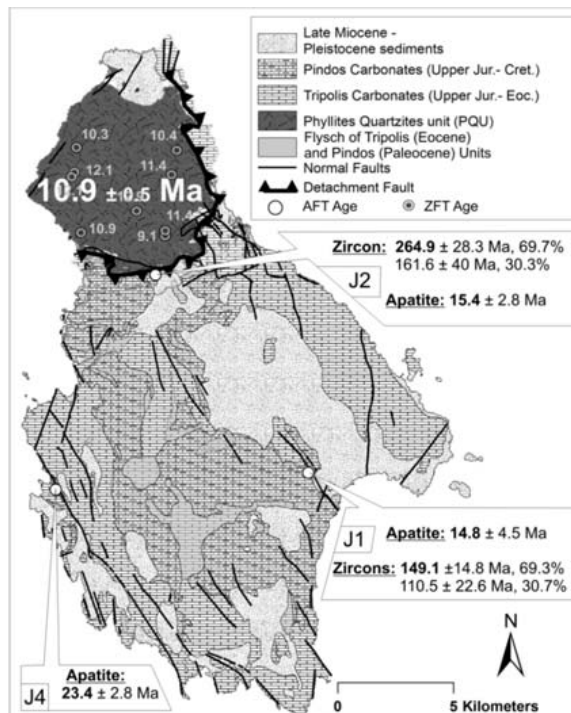 Late Miocene -
Pleistocene sediments
Pindos Carbonates (Upper Jur.- Cret.)
Tripolis Carbonates (Upper Jur.- Eoc.)
Phyllites Quartzites unit (PQU)
Flysch of Tripolis (Eocene)
and Pindos (Paleocene) Units
Normal Faults
Detachment Fault
AFT Age
ZFT Age
10.3
10.4
12.1
11.4
10.9 ± 0.5 Ma
11.4
10.9
9.1
Zircon: 264.9 ± 28.3 Ma, 69.7%
161.6 ± 40 Ma, 30.3%
J2
Apatite: 15.4 ± 2.8 Ma
J1
Apatite: 14.8 ± 4.5 Ma
Zircons: 149.1 ±14.8 Ma, 69.3%
110.5 ± 22.6 Ma, 30.7%
N
Apatite:
23.4 ± 2.8 Ma
J4
0
5 Kilometers